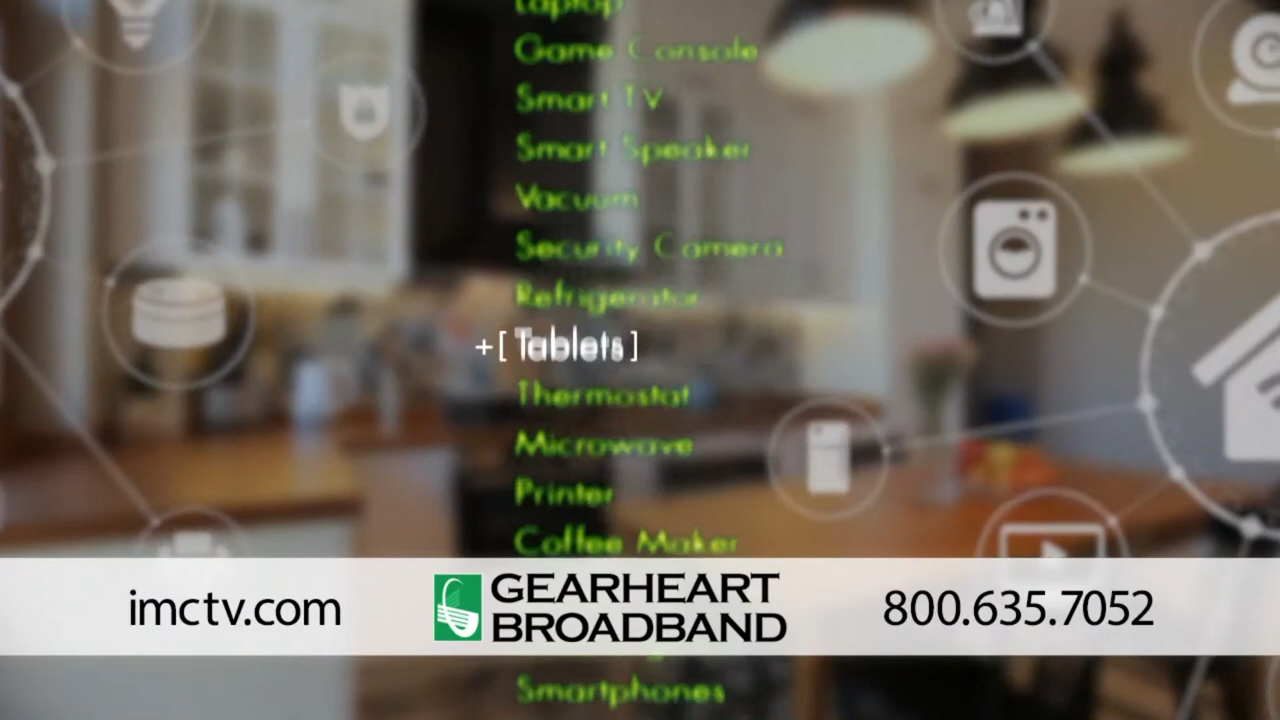 Laptop
Game Console
Smart TV
Smart Speaker
Vacuum
Security Camera
Refrigerator
+[ Tablets ]
Thermostat
Microwave
Printer
Coffee Maker
imctv.com
GEARHEART
BROADBAND
800.635.7052
Smartphones